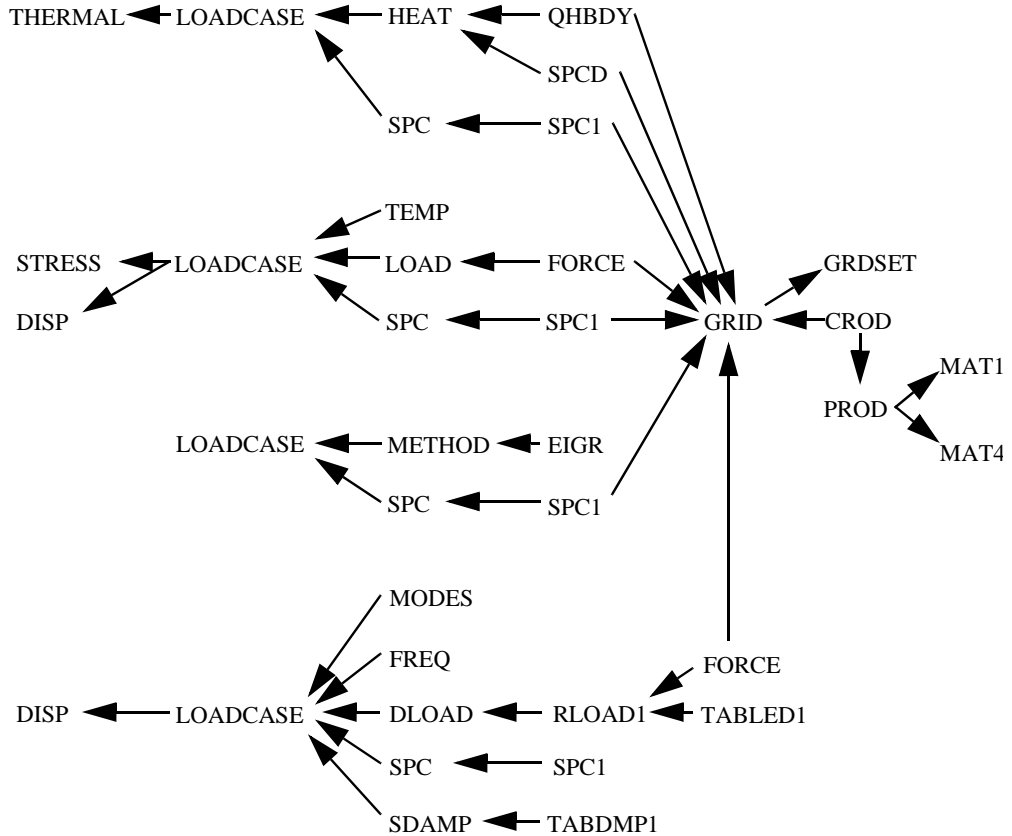 THERMAL LOADCASE HEAT QHBDY
SPCD
SPC SPC1
TEMP
STRESS LOADCASE LOAD FORCE GRDSET
DISP SPC SPC1 GRID CROD
MAT1
PROD
LOADCASE METHOD EIGR MAT4
SPC SPC1
MODES
FREQ FORCE
DISP LOADCASE DLOAD RLOAD1 TABLED1
SPC SPC1
SDAMP TABDMP1